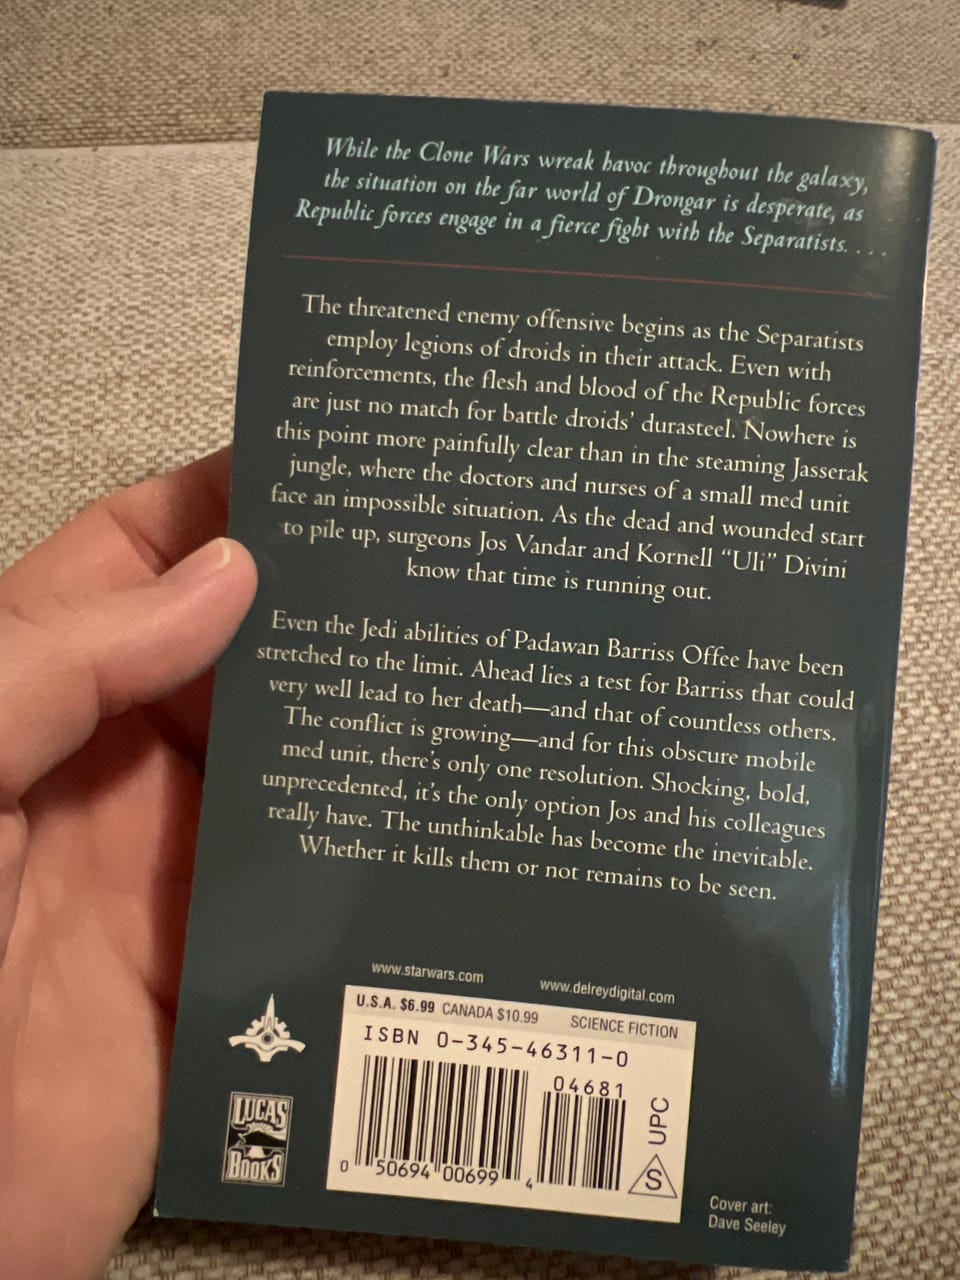 While the Clone Wars wreak havoc throughout the galaxy,
the situation on the far world of Drongar is desperate, as
Republic forces engage in a fierce fight with the Separatists. . . .
The threatened enemy offensive begins as the Separatists
employ legions of droids in their attack. Even with
reinforcements, the flesh and blood of the Republic forces
are just no match for battle droids’ durasteel. Nowhere is
this point more painfully clear than in the steaming Jasserak
jungle, where the doctors and nurses of a small med unit
face an impossible situation. As the dead and wounded start
to pile up, surgeons Jos Vandar and Kornell “Uli” Divini
know that time is running out.
Even the Jedi abilities of Padawan Barriss Offee have been
stretched to the limit. Ahead lies a test for Barriss that could
very well lead to her death—and that of countless others.
The conflict is growing—and for this obscure mobile
med unit, there’s only one resolution. Shocking, bold,
unprecedented, it’s the only option Jos and his colleagues
really have. The unthinkable has become the inevitable.
Whether it kills them or not remains to be seen.
www.starwars.com www.delreydigital.com
U.S.A. $6.99 CANADA $10.99 SCIENCE FICTION
ISBN 0-345-46311-0
04681
0 50694 00699 4
UPC
S
LUCAS
BOOKS
Cover art:
Dave Seeley